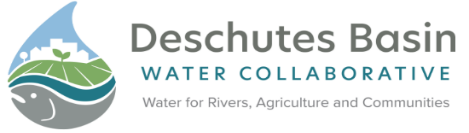 Deschutes Basin
WATER COLLABORATIVE
Water for Rivers, Agriculture and Communities